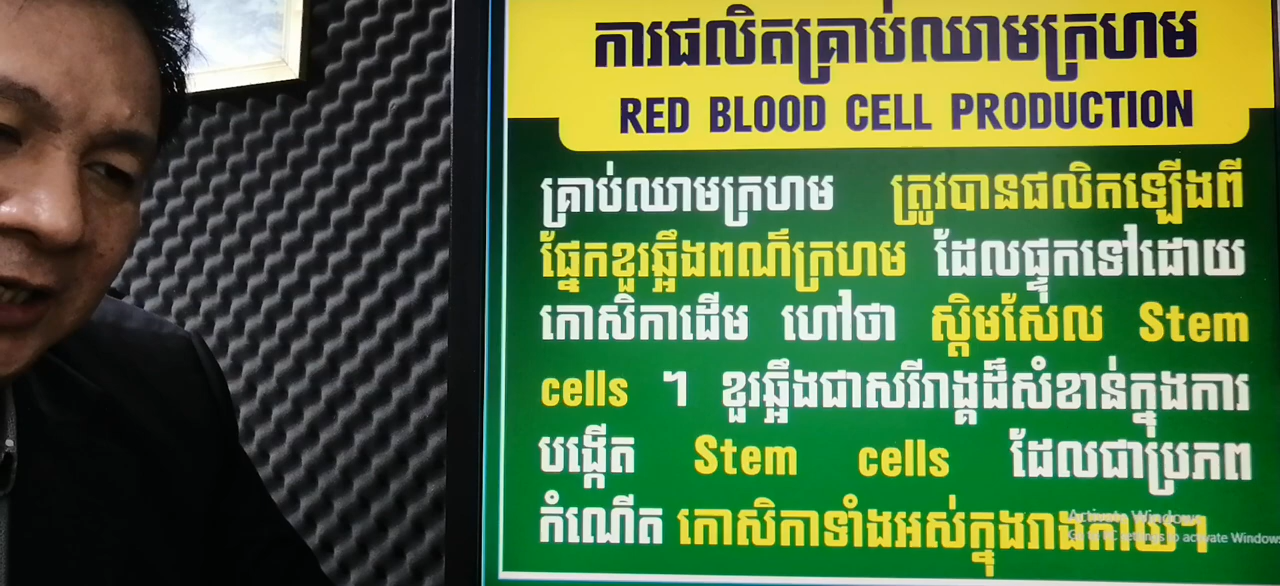 ការផលិតគ្រាប់ឈាមក្រហម
RED BLOOD CELL PRODUCTION
គ្រាប់ឈាមក្រហម ត្រូវបានផលិតឡើងពី
ផ្នែកខួរឆ្អឹងពណ៌ក្រហម ដែលផ្ទុកទៅដោយ
កោសិកាដើម ហៅថា ស្តិមសែល Stem
cells ។ ខួរឆ្អឹងជាសរីរាង្គដ៏សំខាន់ក្នុងការ
បង្កើត Stem cells ដែលជាប្រភព
កំណើត កោសិកាទាំងអស់ក្នុងរាងកាយ។
Activate Windows
Go to PC settings to activate Windows